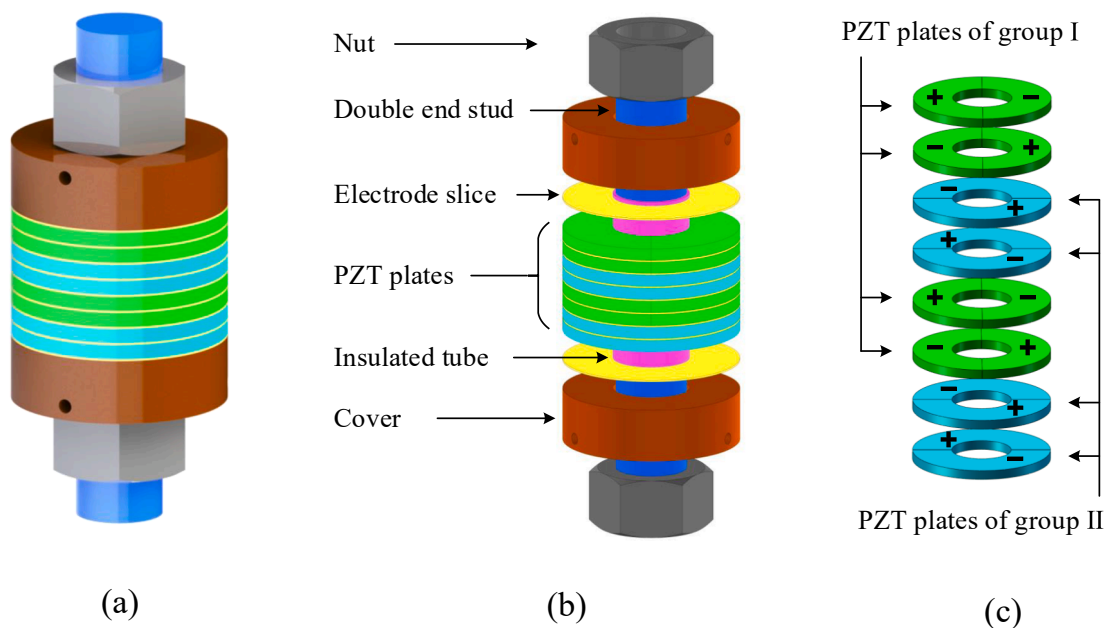 Nut
Double end stud
Electrode slice
PZT plates
Insulated tube
Cover
PZT plates of group I
+ −
− +
− +
+ −
+ −
− +
− +
+ −
PZT plates of group II
(a)
(b)
(c)